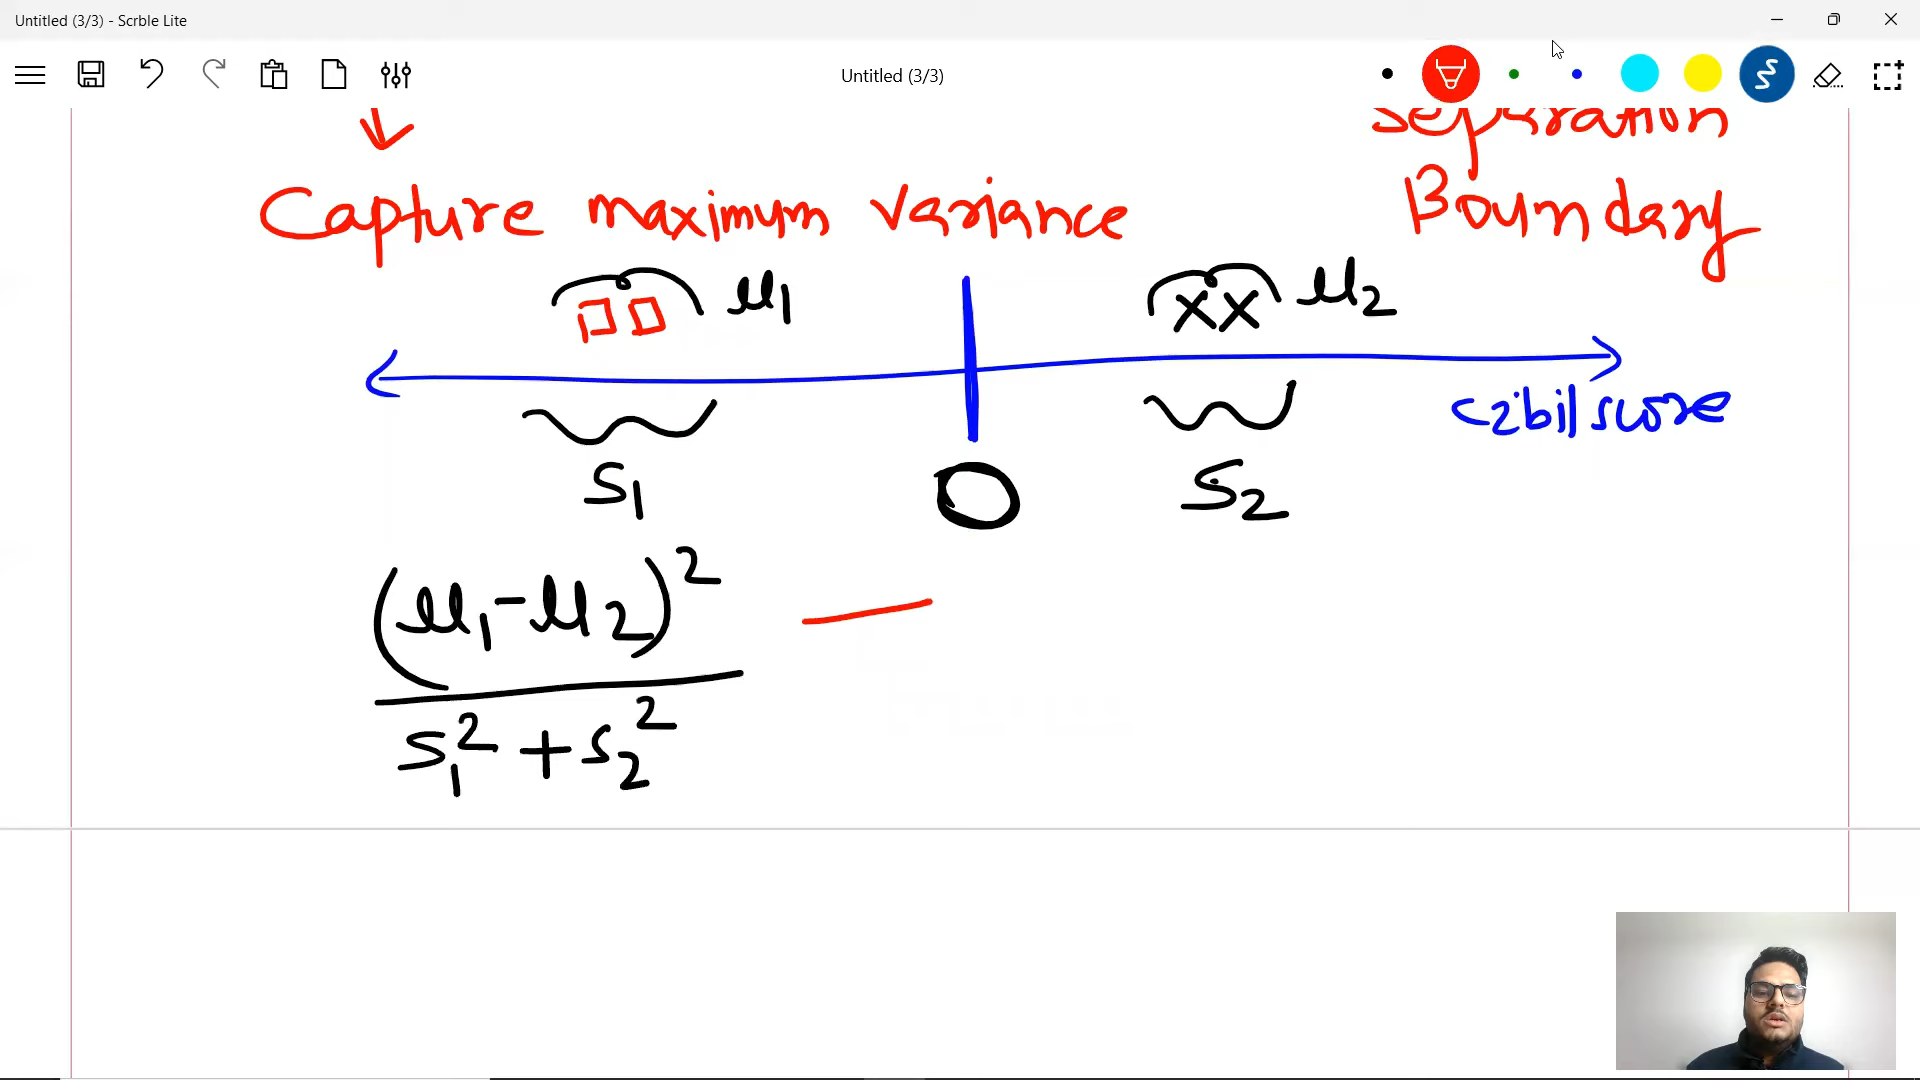 Untitled (3/3) - Scrble Lite
Untitled (3/3)
Separation
Capture maximum variance
Boundary
μ1
μ2
Cibil score
S1
S2
(μ1-μ2)²
S1² + S2²